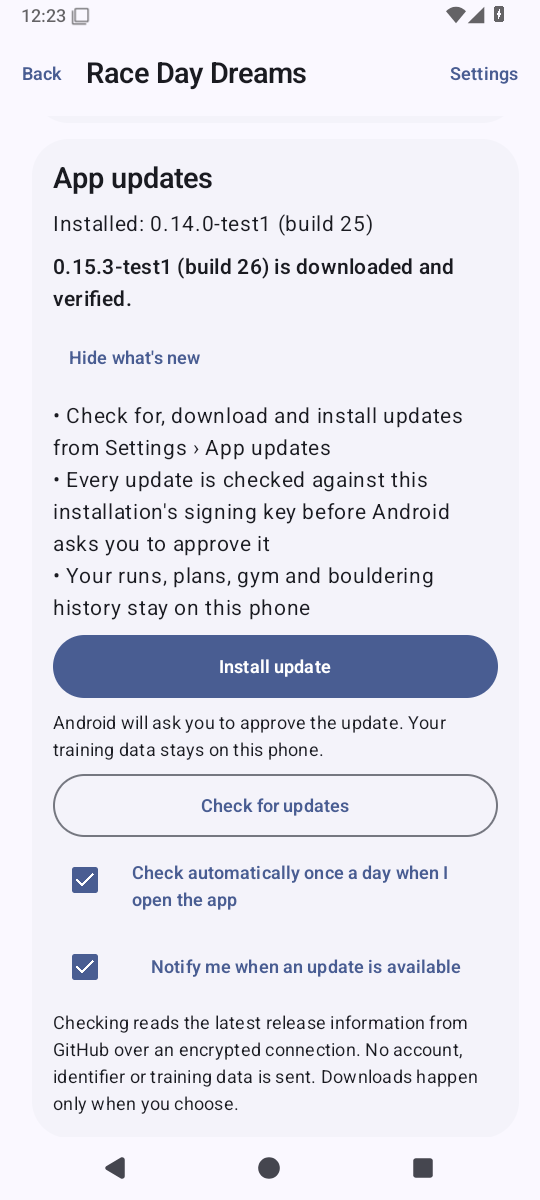 12:23
Back
Race Day Dreams
Settings
App updates
Installed: 0.14.0-test1 (build 25)
0.15.3-test1 (build 26) is downloaded and
verified.
Hide what's new
• Check for, download and install updates
from Settings › App updates
• Every update is checked against this
installation's signing key before Android
asks you to approve it
• Your runs, plans, gym and bouldering
history stay on this phone
Install update
Android will ask you to approve the update. Your
training data stays on this phone.
Check for updates
Check automatically once a day when I
open the app
Notify me when an update is available
Checking reads the latest release information from
GitHub over an encrypted connection. No account,
identifier or training data is sent. Downloads happen
only when you choose.